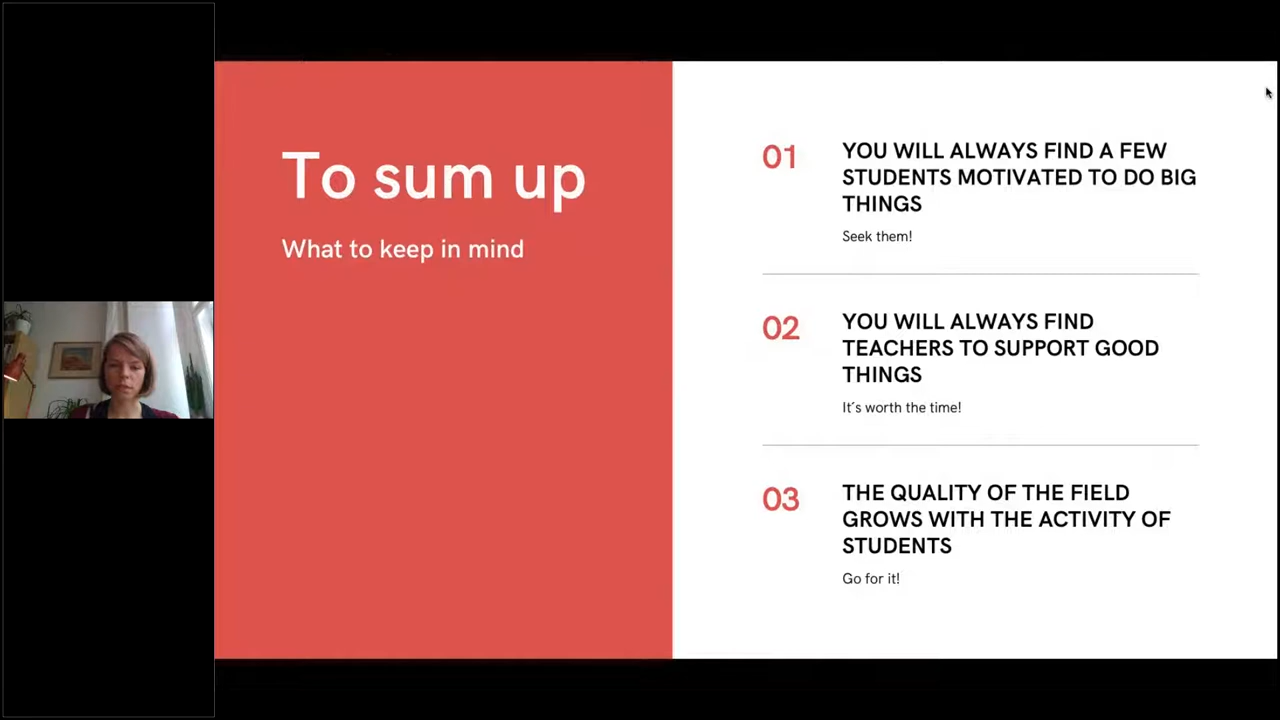 To sum up
What to keep in mind
01
YOU WILL ALWAYS FIND A FEW
STUDENTS MOTIVATED TO DO BIG
THINGS
Seek them!
02
YOU WILL ALWAYS FIND
TEACHERS TO SUPPORT GOOD
THINGS
It´s worth the time!
03
THE QUALITY OF THE FIELD
GROWS WITH THE ACTIVITY OF
STUDENTS
Go for it!